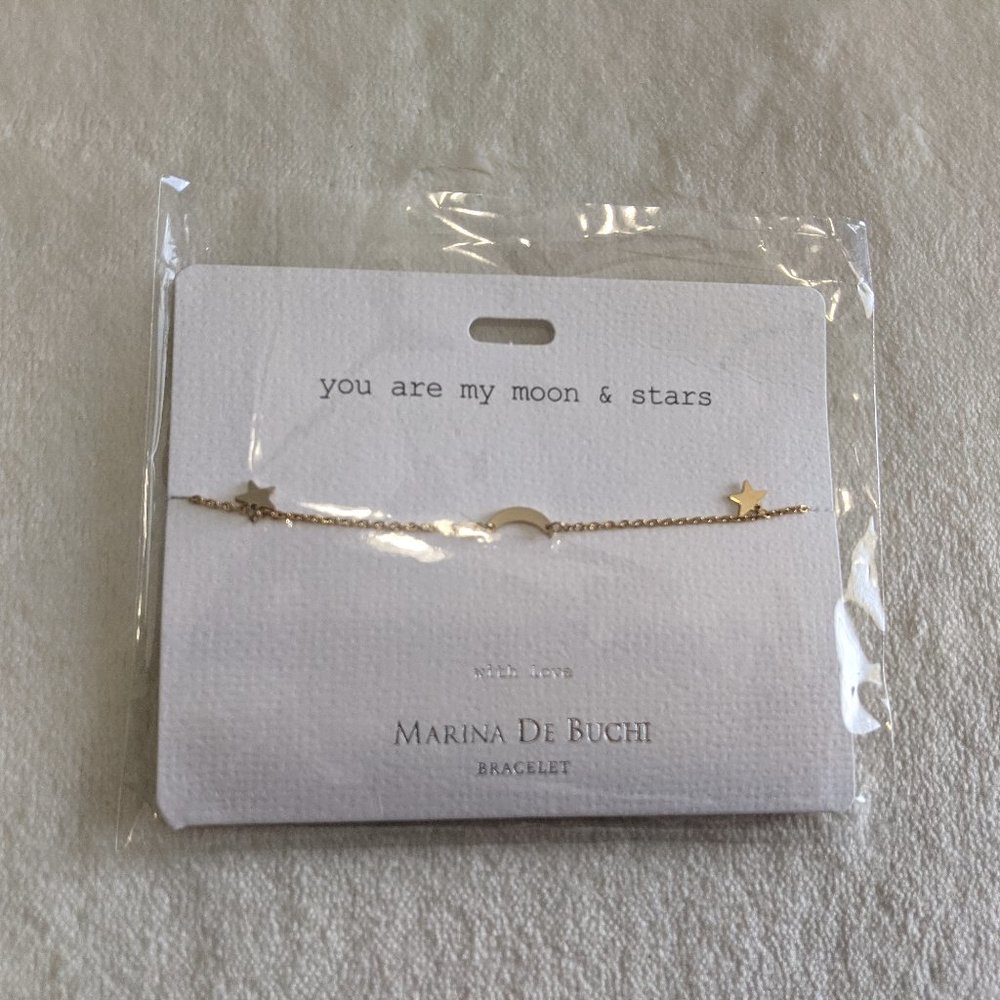 you are my moon & stars
with love
MARINA DE BUCHI
BRACELET